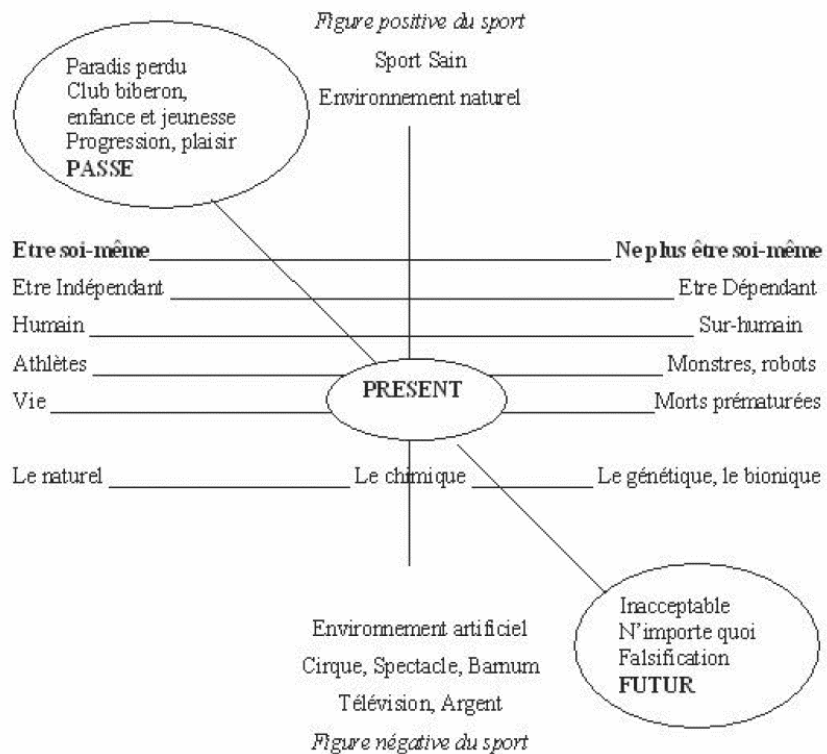 Figure positive du sport
Sport Sain
Environnement naturel
Paradis perdu
Club biberon,
enfance et jeunesse
Progression, plaisir
PASSE
Etre soi-même Ne plus être soi-même
Etre Indépendant Etre Dépendant
Humain Sur-humain
Athlètes Monstres, robots
PRESENT
Vie Morts prématurées
Le naturel Le chimique Le génétique, le bionique
Inacceptable
N'importe quoi
Falsification
FUTUR
Environnement artificiel
Cirque, Spectacle, Barnum
Télévision, Argent
Figure négative du sport